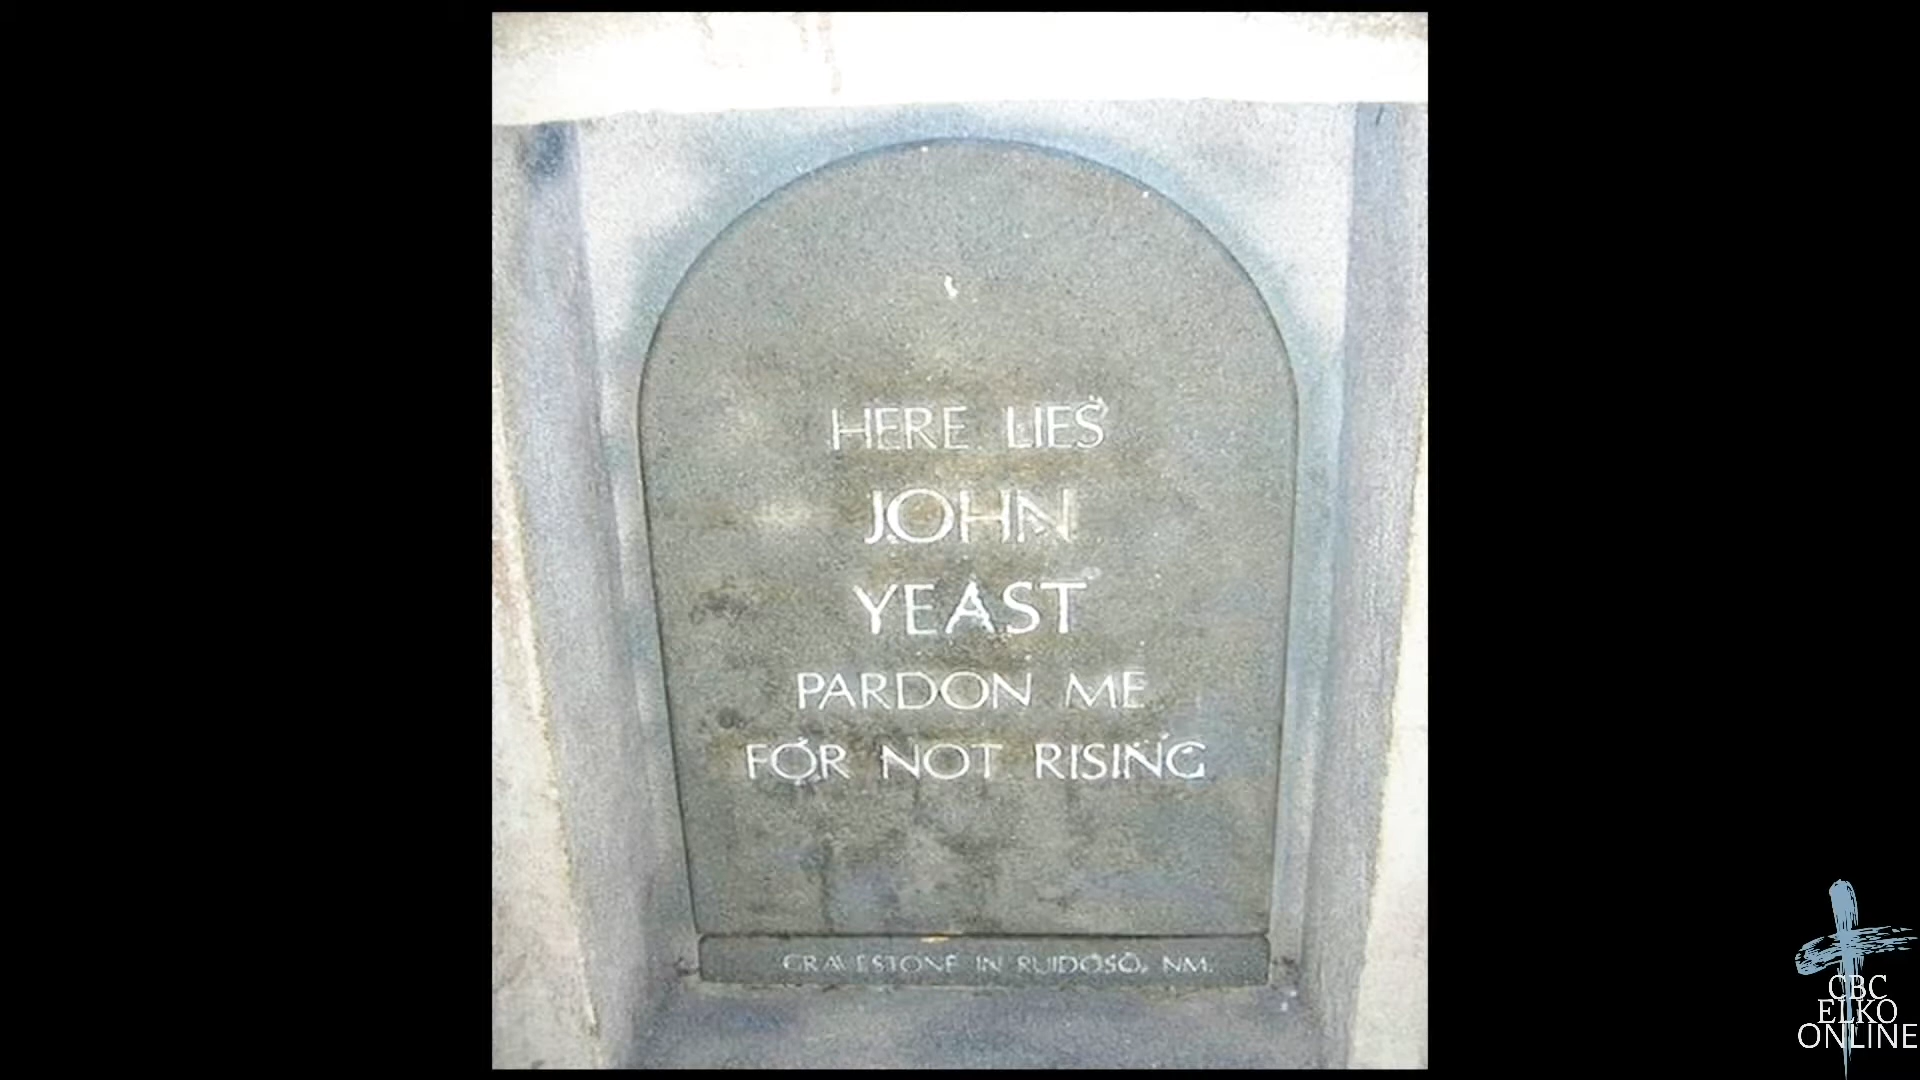 HERE LIES
JOHN
YEAST
PARDON ME
FOR NOT RISING
GRAVESTONE IN RUIDOSO, NM.
CBC
ELKO
ONLINE